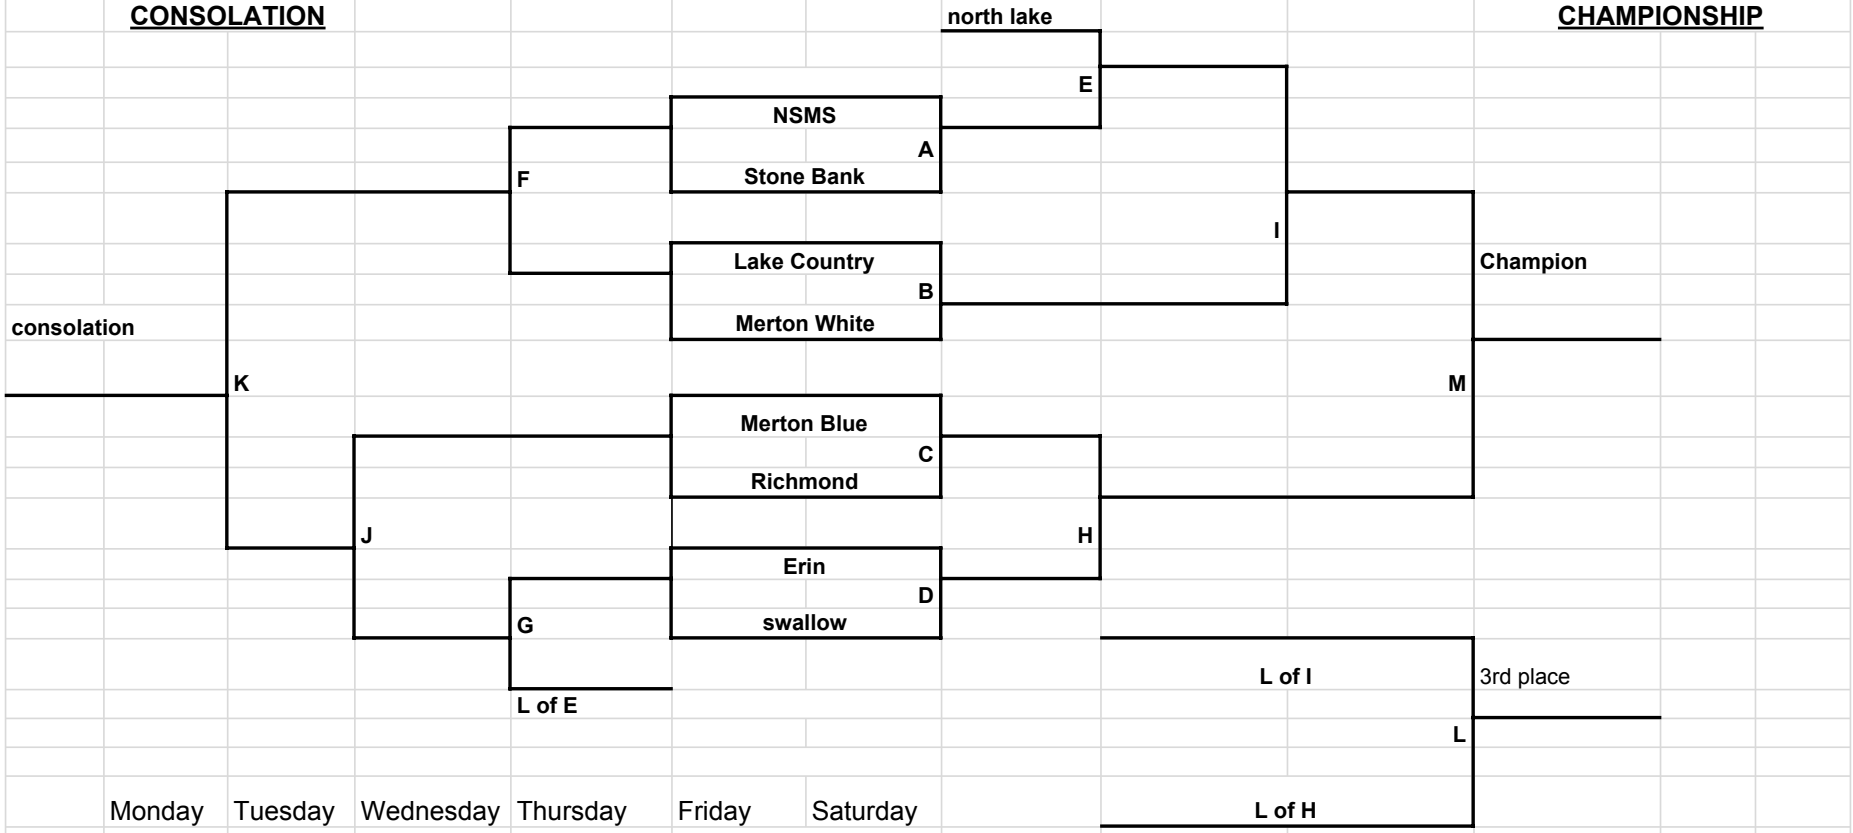 CONSOLATION
north lake
CHAMPIONSHIP
E
NSMS
A
F
Stone Bank
I
Lake Country
Champion
B
consolation
Merton White
K
M
Merton Blue
C
Richmond
J
H
Erin
D
G
swallow
L of I
3rd place
L of E
L
Monday Tuesday Wednesday Thursday Friday Saturday
L of H